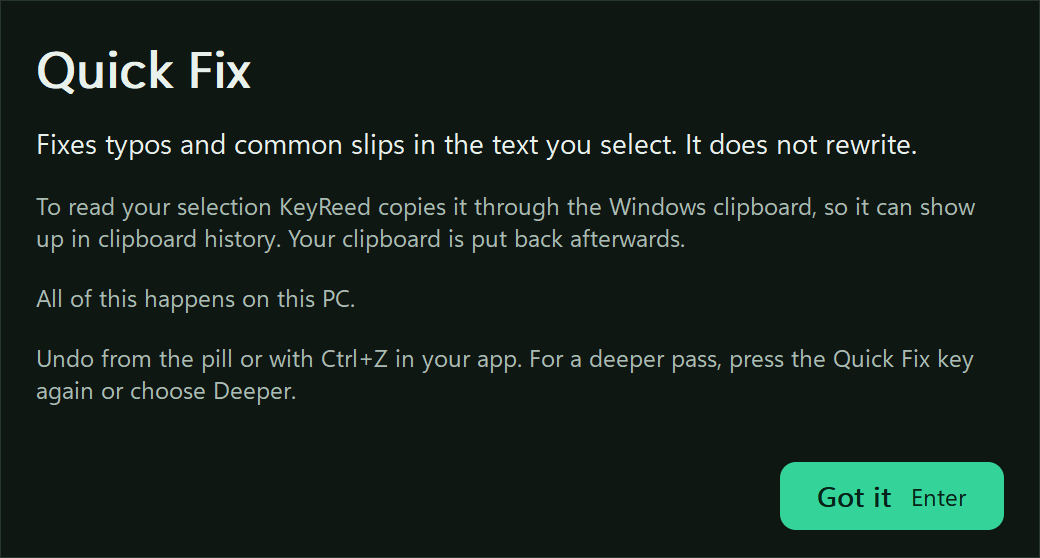 Quick Fix
Fixes typos and common slips in the text you select. It does not rewrite.
To read your selection KeyReed copies it through the Windows clipboard, so it can show
up in clipboard history. Your clipboard is put back afterwards.
All of this happens on this PC.
Undo from the pill or with Ctrl+Z in your app. For a deeper pass, press the Quick Fix key
again or choose Deeper.
Got it Enter